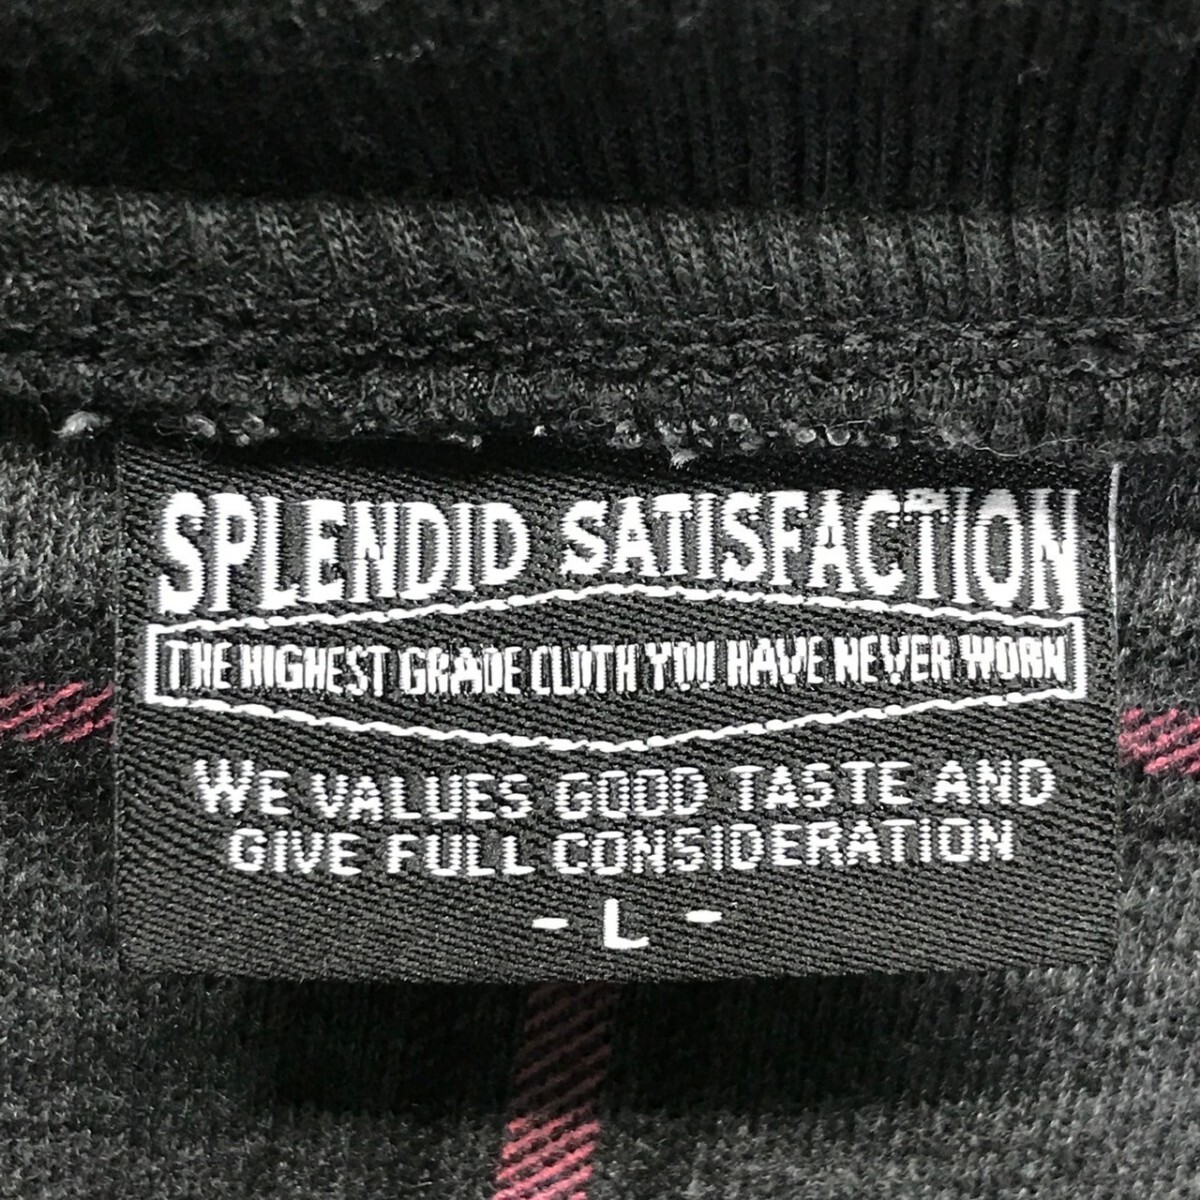 SPLENDID SATISFACTION
THE HIGHEST GRADE CLOTH YOU HAVE NEVER WORN
WE VALUES GOOD TASTE AND
GIVE FULL CONSIDERATION
- L -